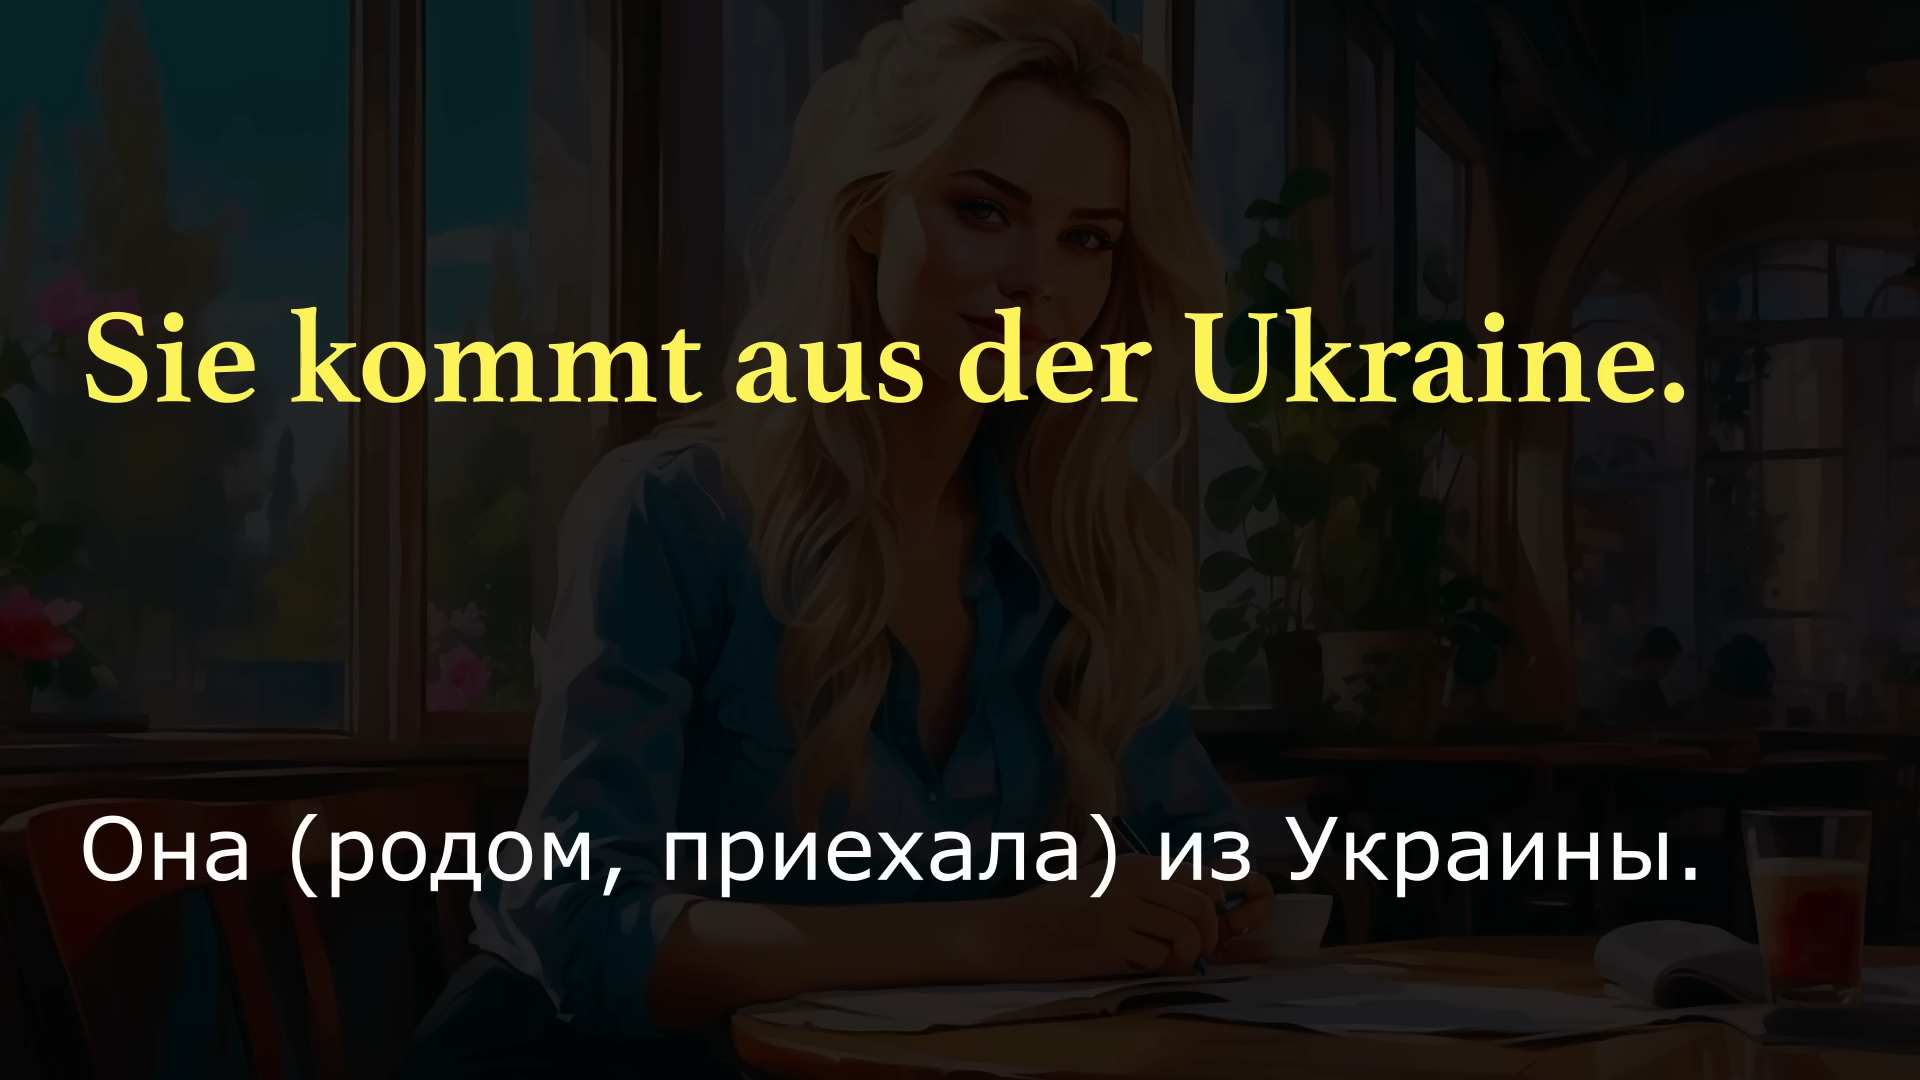 Sie kommt aus der Ukraine.
Она (родом, приехала) из Украины.